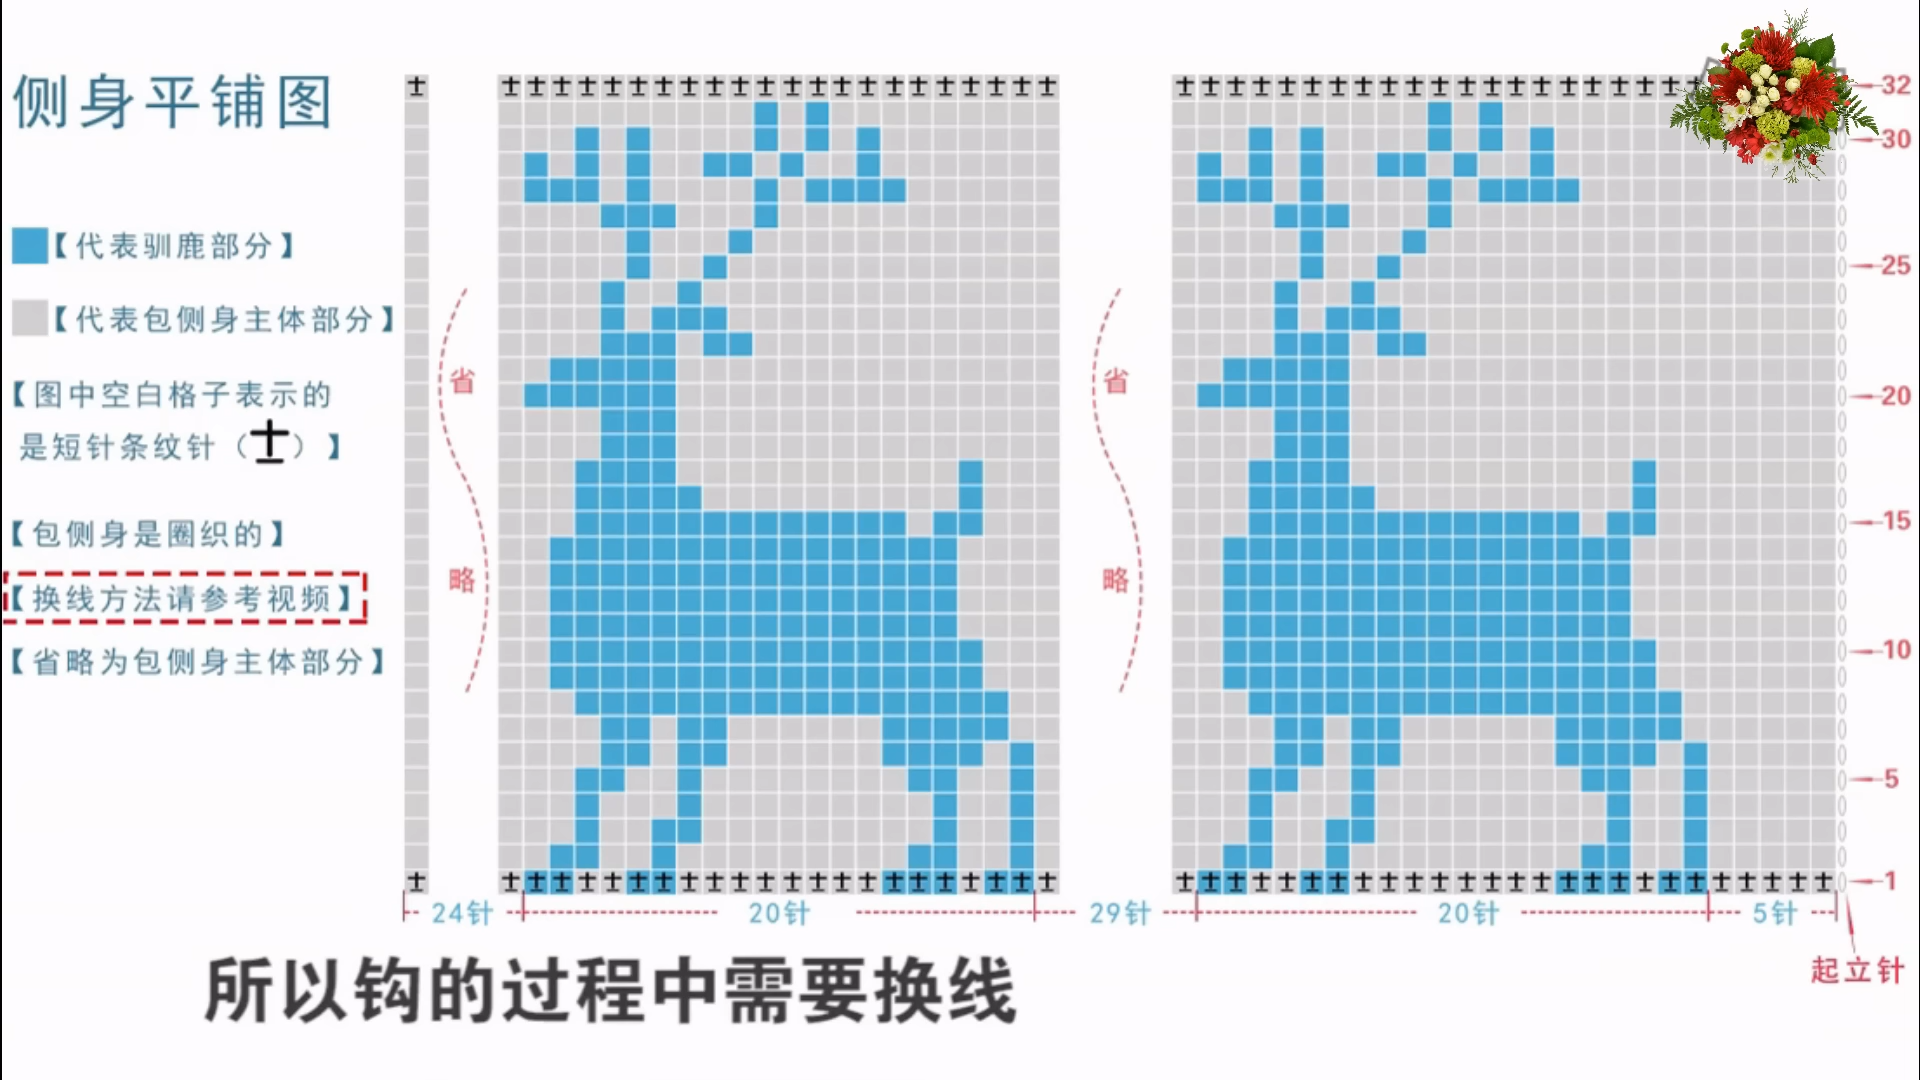 侧身平铺图
【代表驯鹿部分】
【代表包侧身主体部分】
【图中空白格子表示的
是短针条纹针（±）】
【包侧身是圈织的】
【换线方法请参考视频】
【省略为包侧身主体部分】
省
略
省
略
32
30
25
20
15
10
5
1
24针
20针
29针
20针
5针
起立针
所以钩的过程中需要换线